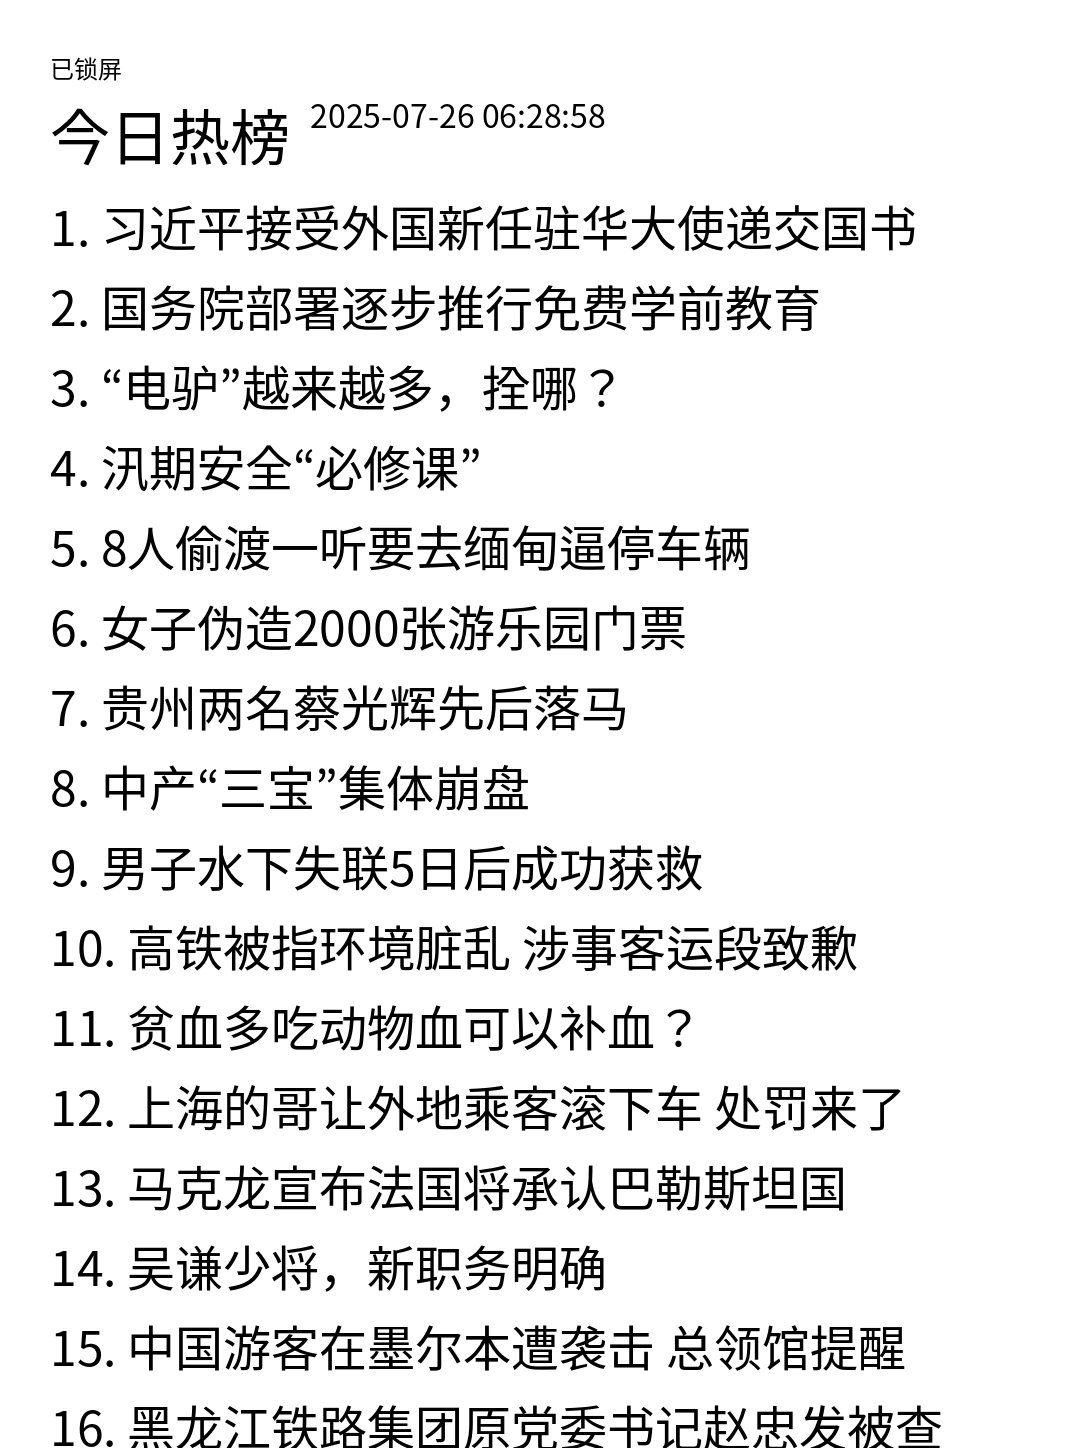 已锁屏
今日热榜 2025-07-26 06:28:58
1. 习近平接受外国新任驻华大使递交国书
2. 国务院部署逐步推行免费学前教育
3. “电驴”越来越多，拴哪？
4. 汛期安全“必修课”
5. 8人偷渡一听要去缅甸逼停车辆
6. 女子伪造2000张游乐园门票
7. 贵州两名蔡光辉先后落马
8. 中产“三宝”集体崩盘
9. 男子水下失联5日后成功获救
10. 高铁被指环境脏乱 涉事客运段致歉
11. 贫血多吃动物血可以补血？
12. 上海的哥让外地乘客滚下车 处罚来了
13. 马克龙宣布法国将承认巴勒斯坦国
14. 吴谦少将，新职务明确
15. 中国游客在墨尔本遭袭击 总领馆提醒
16. 黑龙江铁路集团原党委书记赵忠发被查